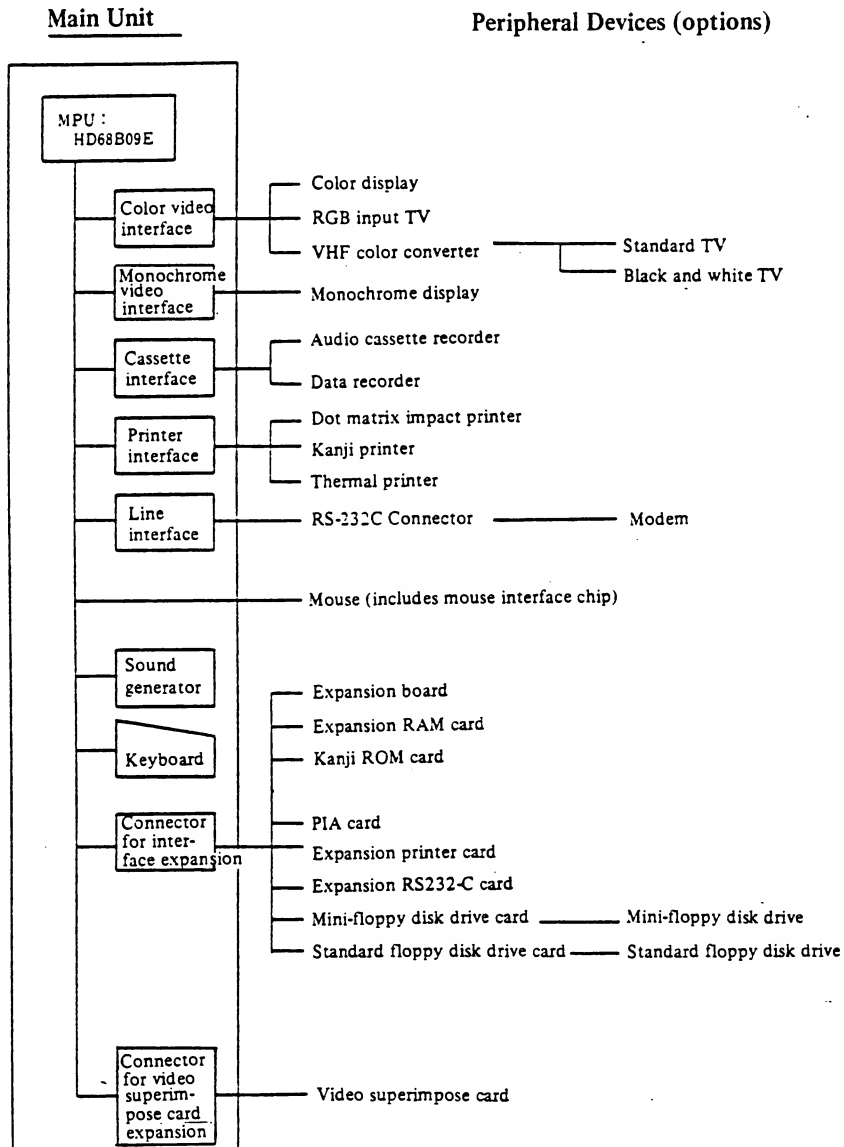 Main Unit
Peripheral Devices (options)
MPU :
HD68B09E
Color video
interface
Color display
RGB input TV
VHF color converter
Standard TV
Black and white TV
Monochrome
video
interface
Monochrome display
Cassette
interface
Audio cassette recorder
Data recorder
Printer
interface
Dot matrix impact printer
Kanji printer
Thermal printer
Line
interface
RS-232C Connector
Modem
Mouse (includes mouse interface chip)
Sound
generator
Keyboard
Connector
for inter-
face expansion
Expansion board
Expansion RAM card
Kanji ROM card
PIA card
Expansion printer card
Expansion RS232-C card
Mini-floppy disk drive card
Mini-floppy disk drive
Standard floppy disk drive card
Standard floppy disk drive
Connector
for video
superim-
pose card
expansion
Video superimpose card